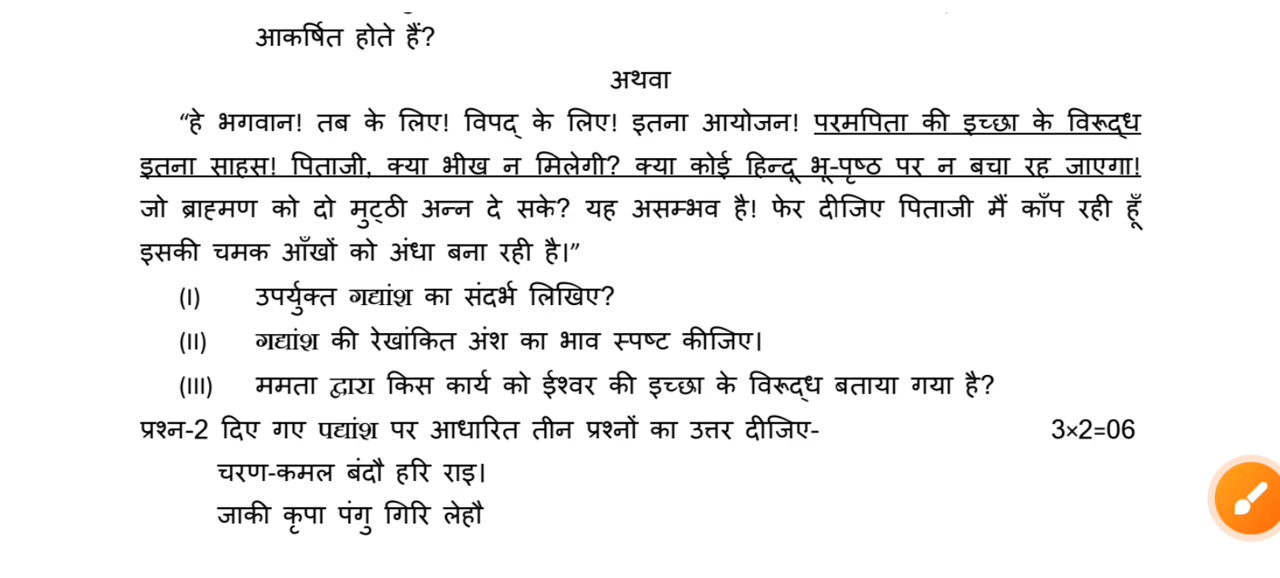 आकर्षित होते हैं?
अथवा
“हे भगवान! तब के लिए! विपद् के लिए! इतना आयोजन! परमपिता की इच्छा के विरूद्ध
इतना साहस! पिताजी, क्या भीख न मिलेगी? क्या कोई हिन्दू भू-पृष्ठ पर न बचा रह जाएगा!
जो ब्राह्मण को दो मुट्ठी अन्न दे सके? यह असम्भव है! फेर दीजिए पिताजी मैं काँप रही हूँ
इसकी चमक आँखों को अंधा बना रही है।”
(I) उपर्युक्त गद्यांश का संदर्भ लिखिए?
(II) गद्यांश की रेखांकित अंश का भाव स्पष्ट कीजिए।
(III) ममता द्वारा किस कार्य को ईश्वर की इच्छा के विरूद्ध बताया गया है?
प्रश्न-2 दिए गए पद्यांश पर आधारित तीन प्रश्नों का उत्तर दीजिए- 3×2=06
चरण-कमल बंदौ हरि राइ।
जाकी कृपा पंगु गिरि लेहौ